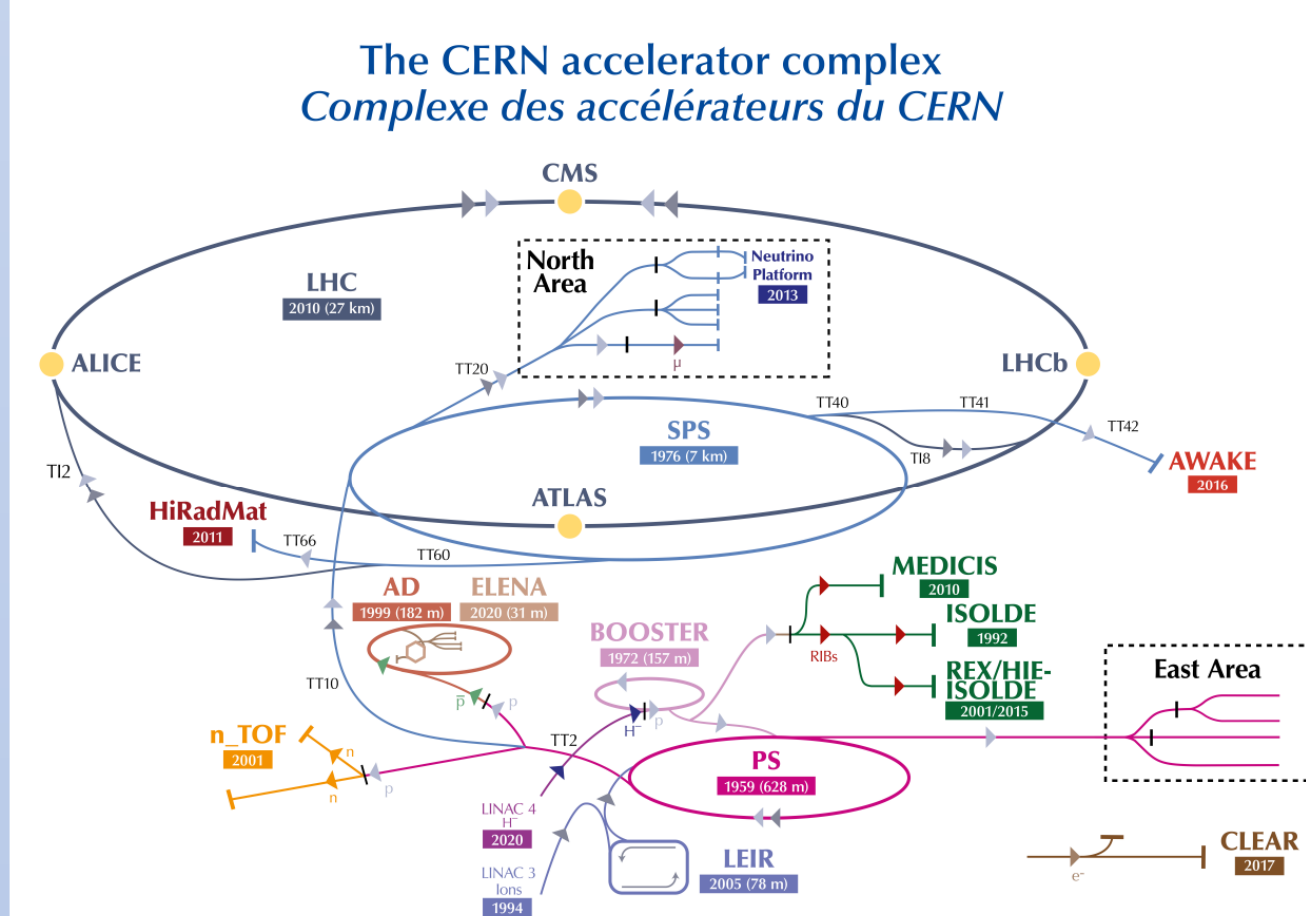 The CERN accelerator complex
Complexe des accélérateurs du CERN
CMS
North
Area
Neutrino
Platform
2013
LHC
2010 (27 km)
ALICE
LHCb
TT20
μ
TT40
TT41
TT42
SPS
1976 (7 km)
TI8
AWAKE
2016
TI2
HiRadMat
2011
ATLAS
TT66
TT60
AD
1999 (182 m)
ELENA
2020 (31 m)
MEDICIS
2010
BOOSTER
1972 (157 m)
ISOLDE
1992
RIBs
REX/HIE-
ISOLDE
2001/2015
East Area
TT10
p̅
p
H⁻
p
n_TOF
2001
n
n
p
TT2
PS
1959 (628 m)
LINAC 4
H⁻
2020
LINAC 3
Ions
1994
LEIR
2005 (78 m)
e⁻
CLEAR
2017